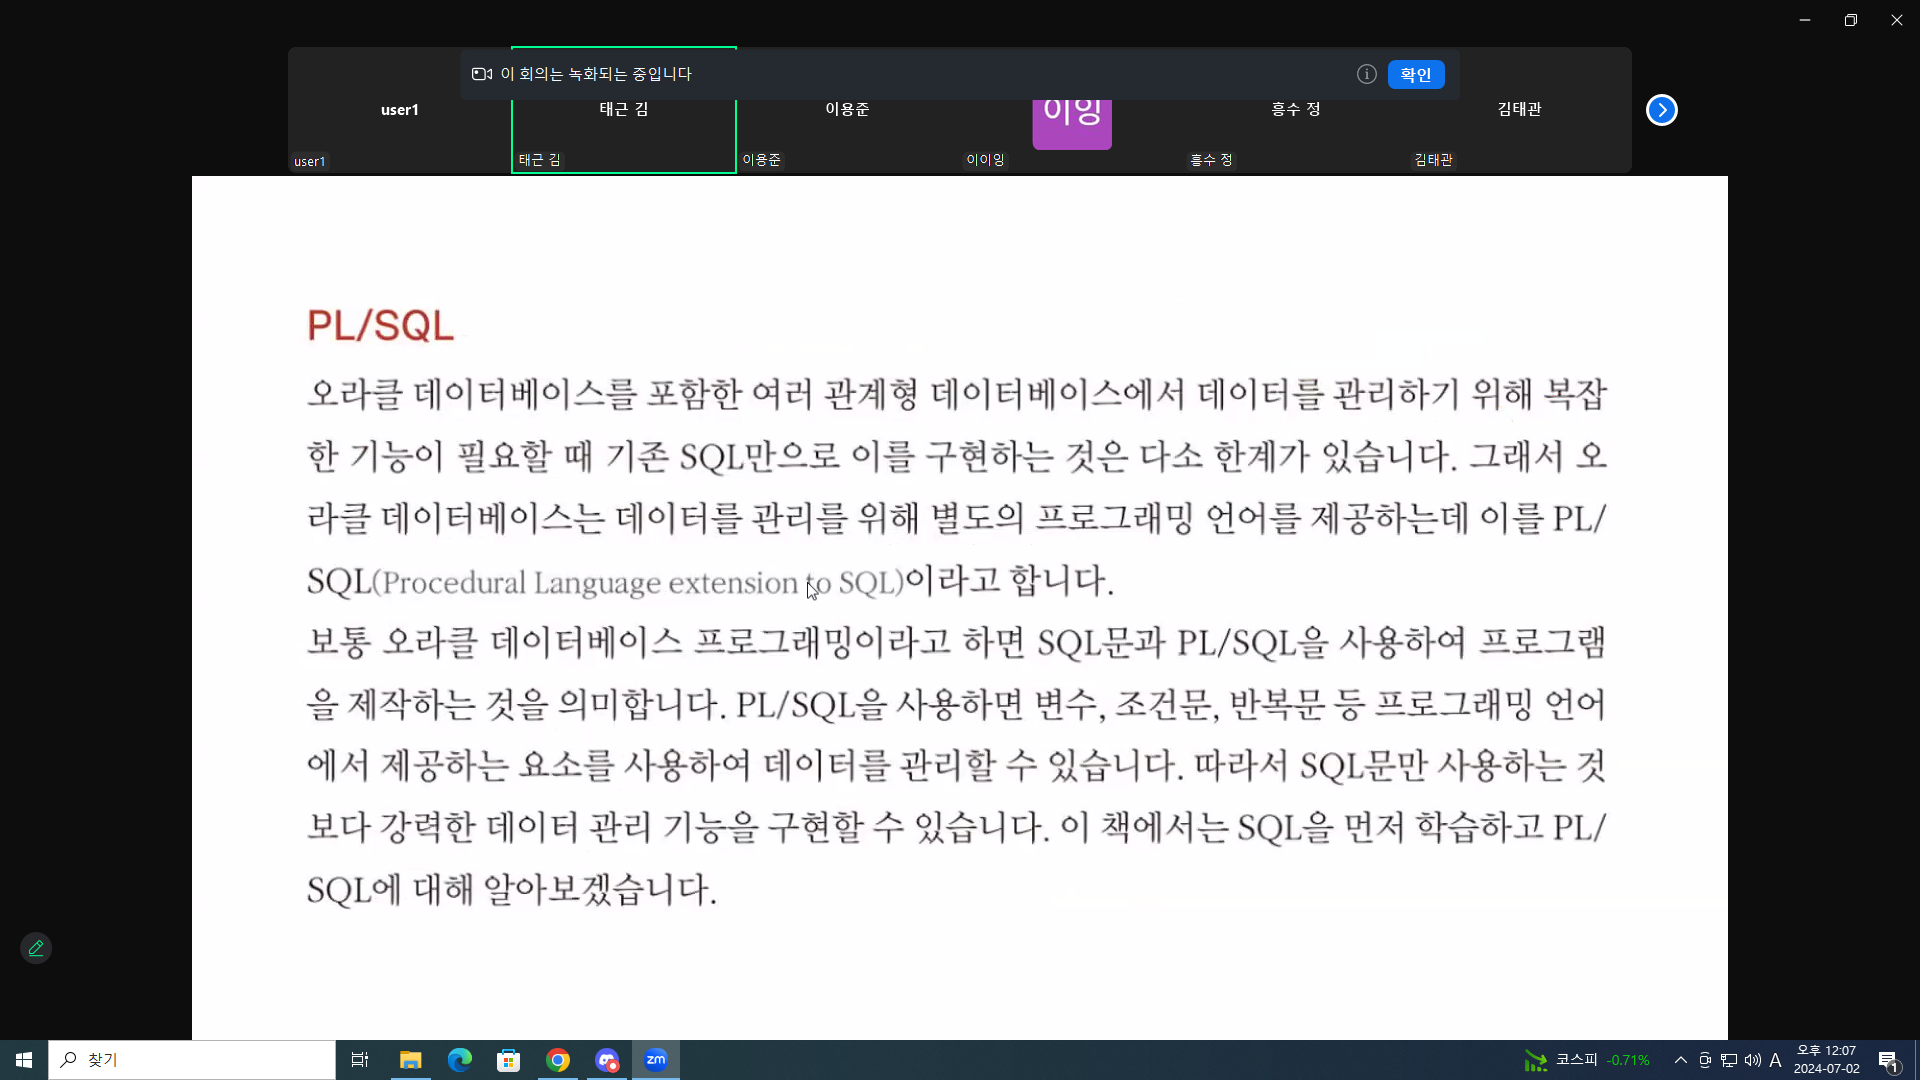 이 회의는 녹화되는 중입니다
확인
user1
태근 김
이용준
이잉
흥수 정
김태관
user1
태근 김
이용준
이이잉
흥수 정
김태관
PL/SQL
오라클 데이터베이스를 포함한 여러 관계형 데이터베이스에서 데이터를 관리하기 위해 복잡
한 기능이 필요할 때 기존 SQL만으로 이를 구현하는 것은 다소 한계가 있습니다. 그래서 오
라클 데이터베이스는 데이터를 관리를 위해 별도의 프로그래밍 언어를 제공하는데 이를 PL/
SQL(Procedural Language extension to SQL)이라고 합니다.
보통 오라클 데이터베이스 프로그래밍이라고 하면 SQL문과 PL/SQL을 사용하여 프로그램
을 제작하는 것을 의미합니다. PL/SQL을 사용하면 변수, 조건문, 반복문 등 프로그래밍 언어
에서 제공하는 요소를 사용하여 데이터를 관리할 수 있습니다. 따라서 SQL문만 사용하는 것
보다 강력한 데이터 관리 기능을 구현할 수 있습니다. 이 책에서는 SQL을 먼저 학습하고 PL/
SQL에 대해 알아보겠습니다.
찾기
zm
코스피 -0.71%
A
오후 12:07
2024-07-02
1